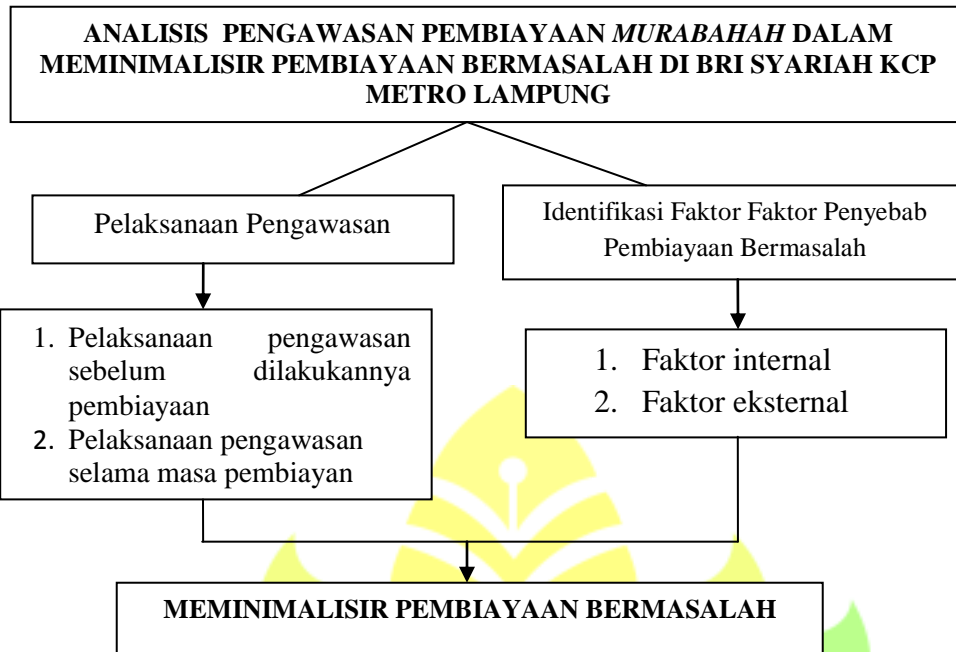 ANALISIS PENGAWASAN PEMBIAYAAN MURABAHAH DALAM
MEMINIMALISIR PEMBIAYAAN BERMASALAH DI BRI SYARIAH KCP
METRO LAMPUNG
Pelaksanaan Pengawasan
Identifikasi Faktor Faktor Penyebab
Pembiayaan Bermasalah
1. Pelaksanaan pengawasan
sebelum dilakukannya
pembiayaan
2. Pelaksanaan pengawasan
selama masa pembiayan
1. Faktor internal
2. Faktor eksternal
MEMINIMALISIR PEMBIAYAAN BERMASALAH